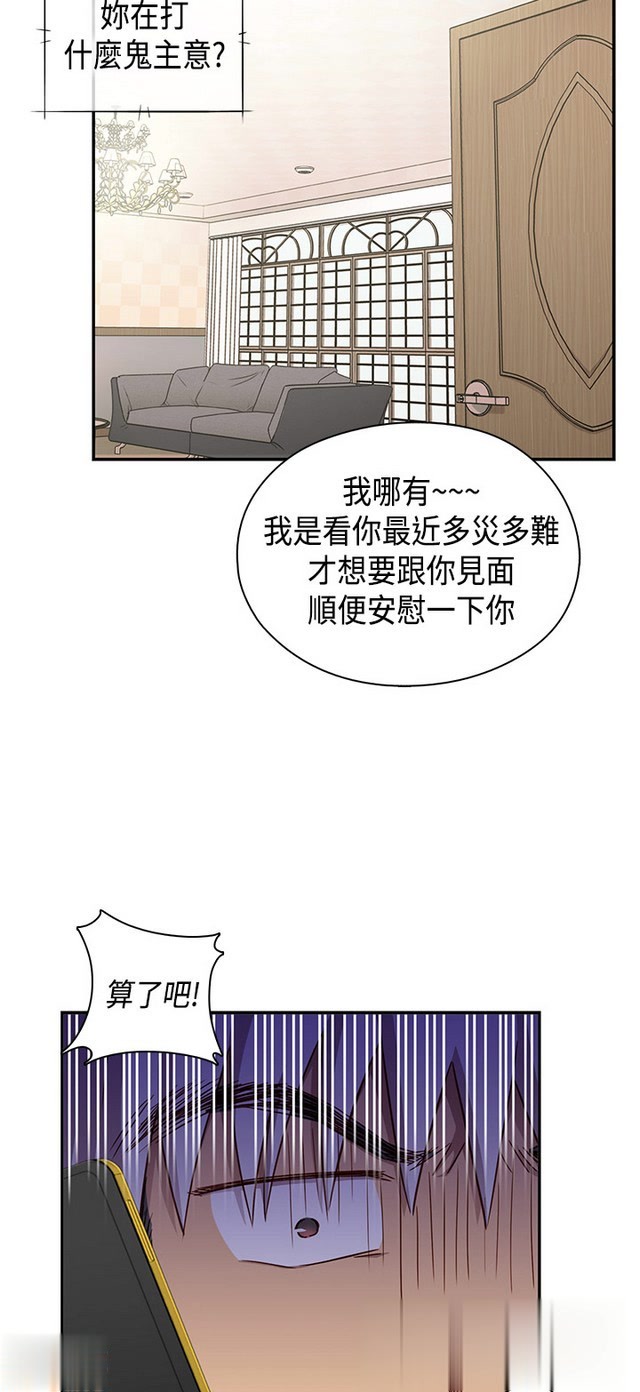 妳在打
什麼鬼主意?
我哪有~~~
我是看你最近多災多難
才想要跟你見面
順便安慰一下你
算了吧!